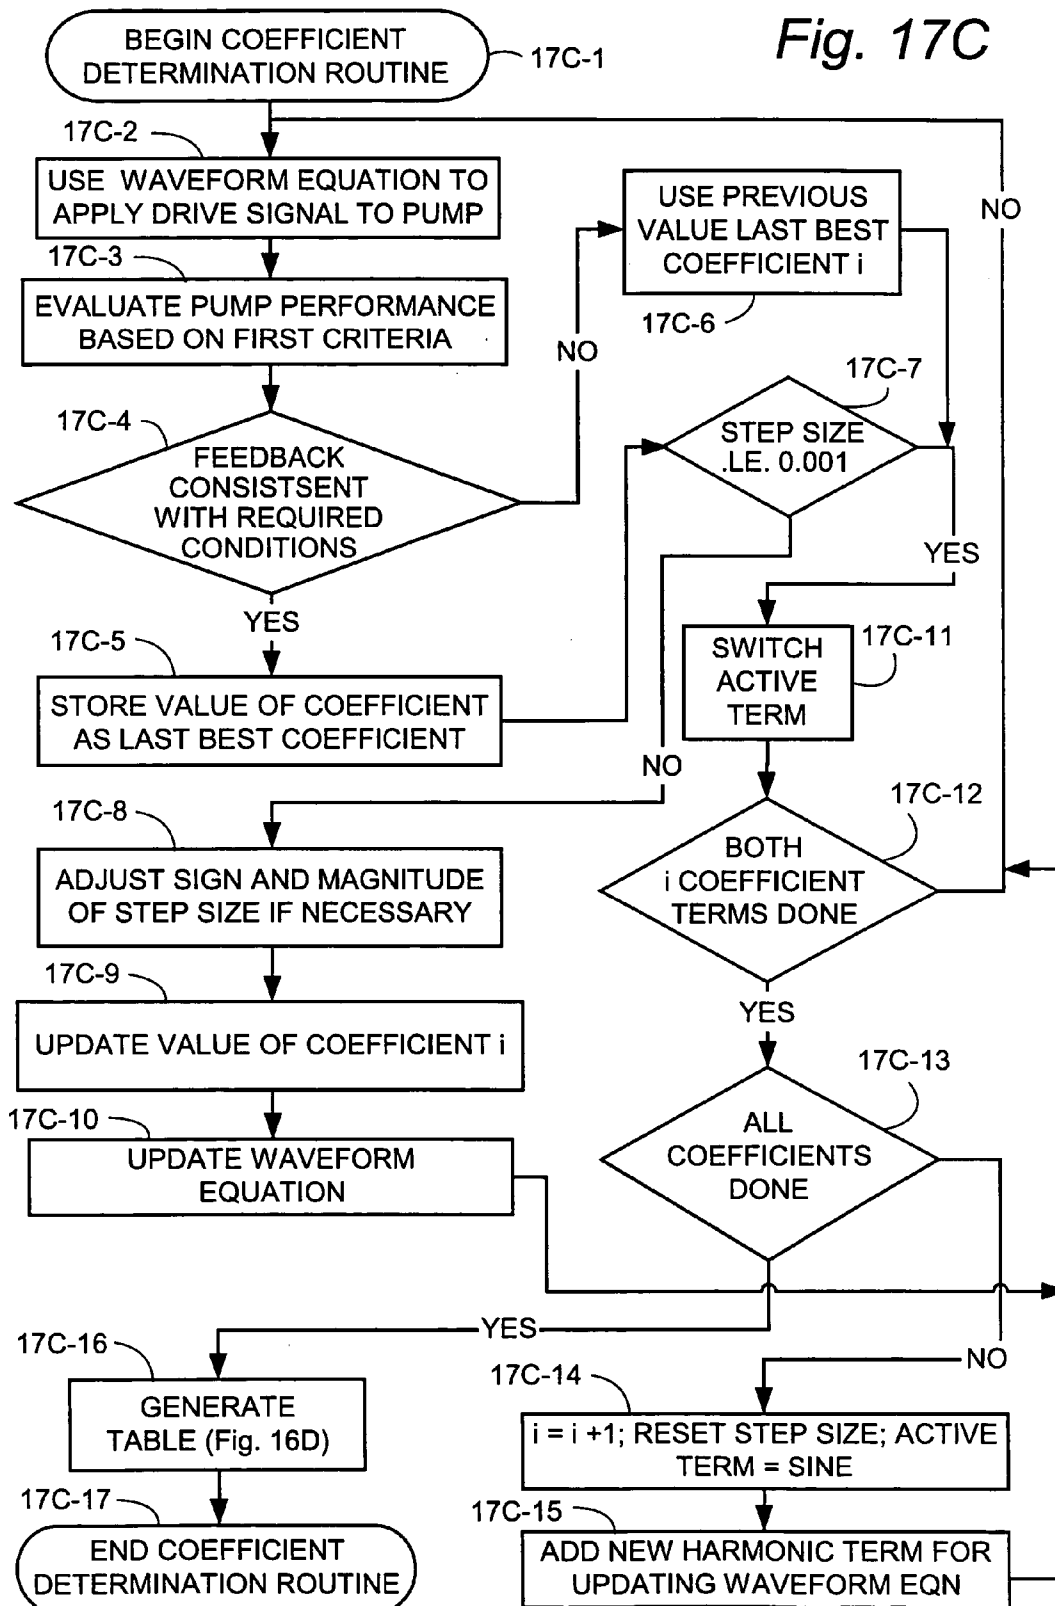 Fig. 17C
BEGIN COEFFICIENT
DETERMINATION ROUTINE
17C-1
17C-2
USE WAVEFORM EQUATION TO
APPLY DRIVE SIGNAL TO PUMP
17C-3
EVALUATE PUMP PERFORMANCE
BASED ON FIRST CRITERIA
17C-4
FEEDBACK
CONSISTSENT
WITH REQUIRED
CONDITIONS
NO
YES
17C-5
STORE VALUE OF COEFFICIENT
AS LAST BEST COEFFICIENT
USE PREVIOUS
VALUE LAST BEST
COEFFICIENT i
17C-6
NO
17C-7
STEP SIZE
.LE. 0.001
YES
NO
17C-8
ADJUST SIGN AND MAGNITUDE
OF STEP SIZE IF NECESSARY
17C-9
UPDATE VALUE OF COEFFICIENT i
17C-10
UPDATE WAVEFORM
EQUATION
17C-11
SWITCH
ACTIVE
TERM
17C-12
BOTH
i COEFFICIENT
TERMS DONE
YES
17C-13
ALL
COEFFICIENTS
DONE
YES
NO
17C-14
i = i +1; RESET STEP SIZE; ACTIVE
TERM = SINE
17C-15
ADD NEW HARMONIC TERM FOR
UPDATING WAVEFORM EQN
17C-16
GENERATE
TABLE (Fig. 16D)
17C-17
END COEFFICIENT
DETERMINATION ROUTINE